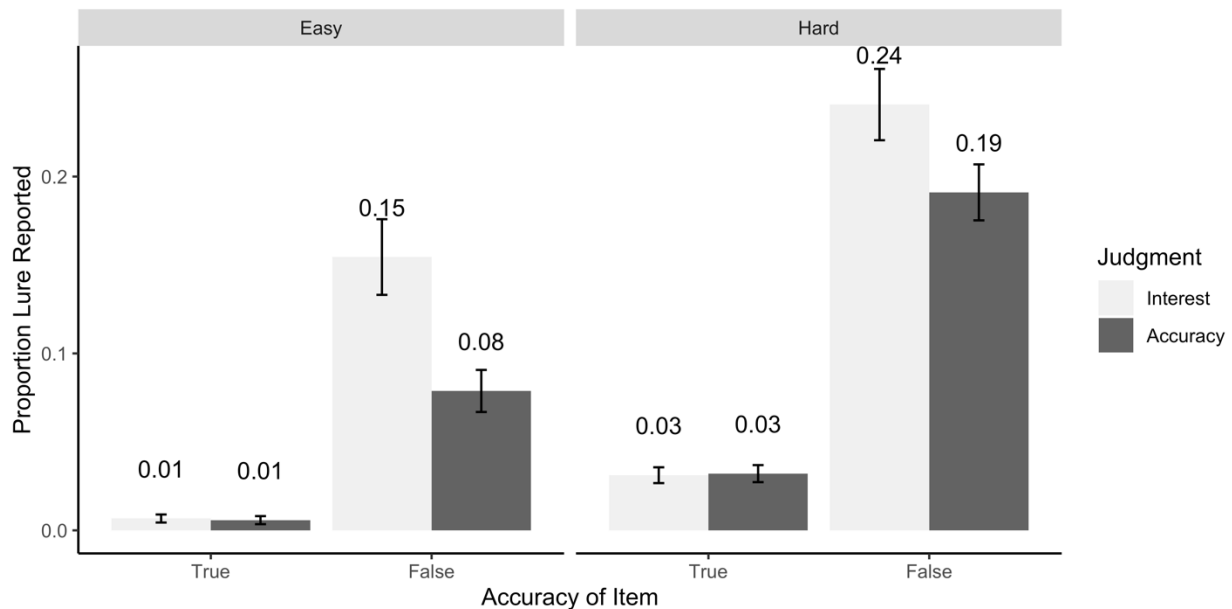 Easy
Hard
Proportion Lure Reported
0.2
0.1
0.0
0.01
0.01
0.15
0.08
0.03
0.03
0.24
0.19
True
False
True
False
Accuracy of Item
Judgment
Interest
Accuracy